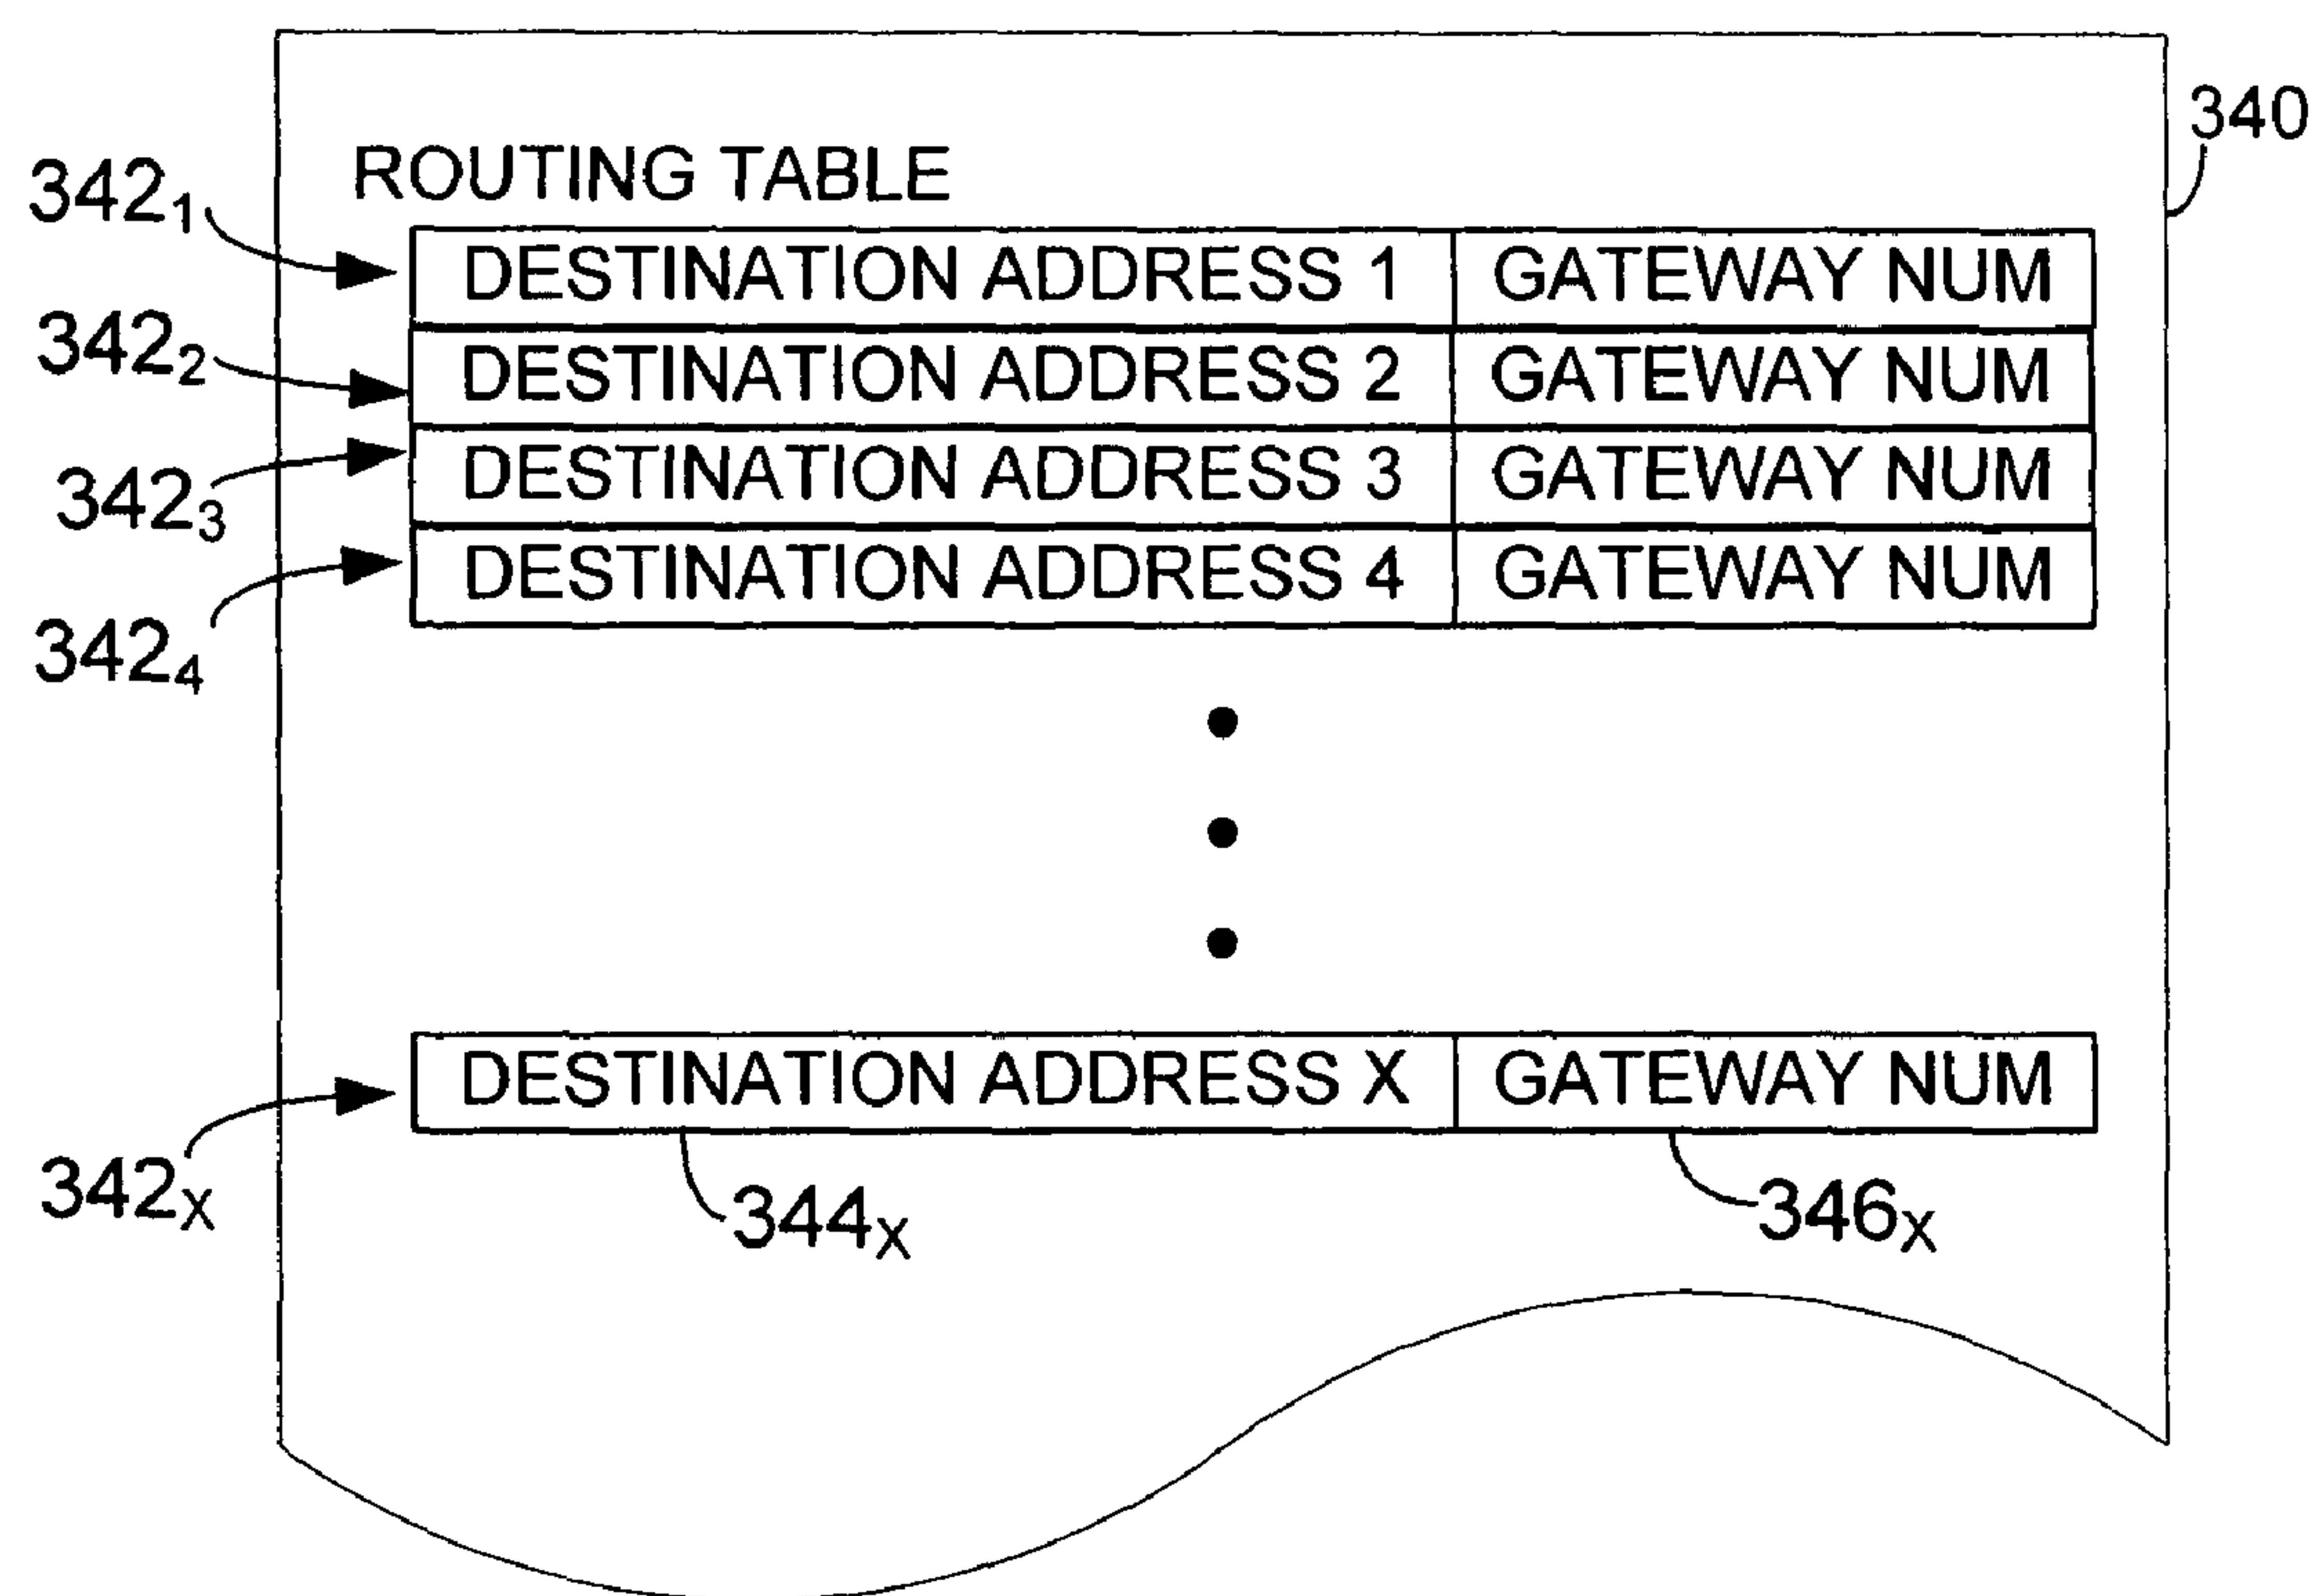 340
ROUTING TABLE
342₁
DESTINATION ADDRESS 1 GATEWAY NUM
342₂
DESTINATION ADDRESS 2 GATEWAY NUM
342₃
DESTINATION ADDRESS 3 GATEWAY NUM
342₄
DESTINATION ADDRESS 4 GATEWAY NUM
DESTINATION ADDRESS X GATEWAY NUM
342ₓ
344ₓ
346ₓ